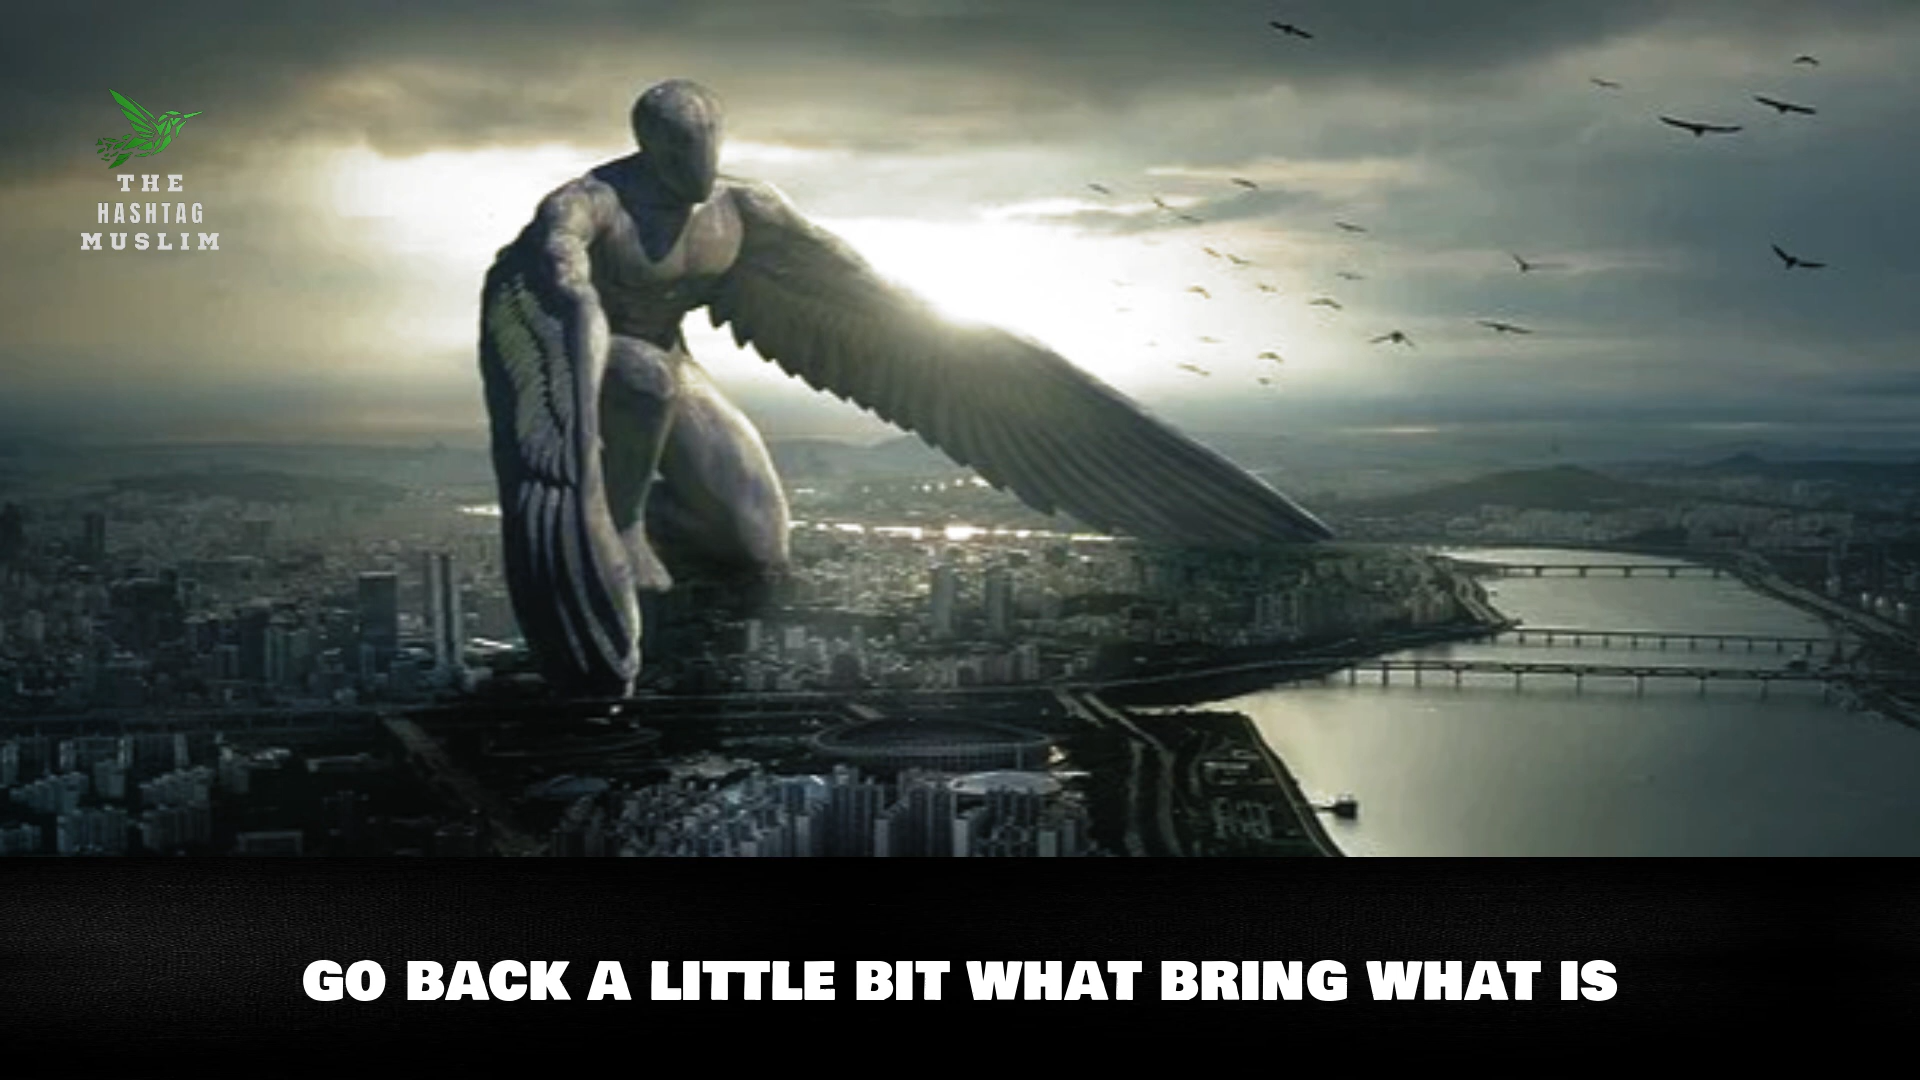 THE
HASHTAG
MUSLIM
GO BACK A LITTLE BIT WHAT BRING WHAT IS